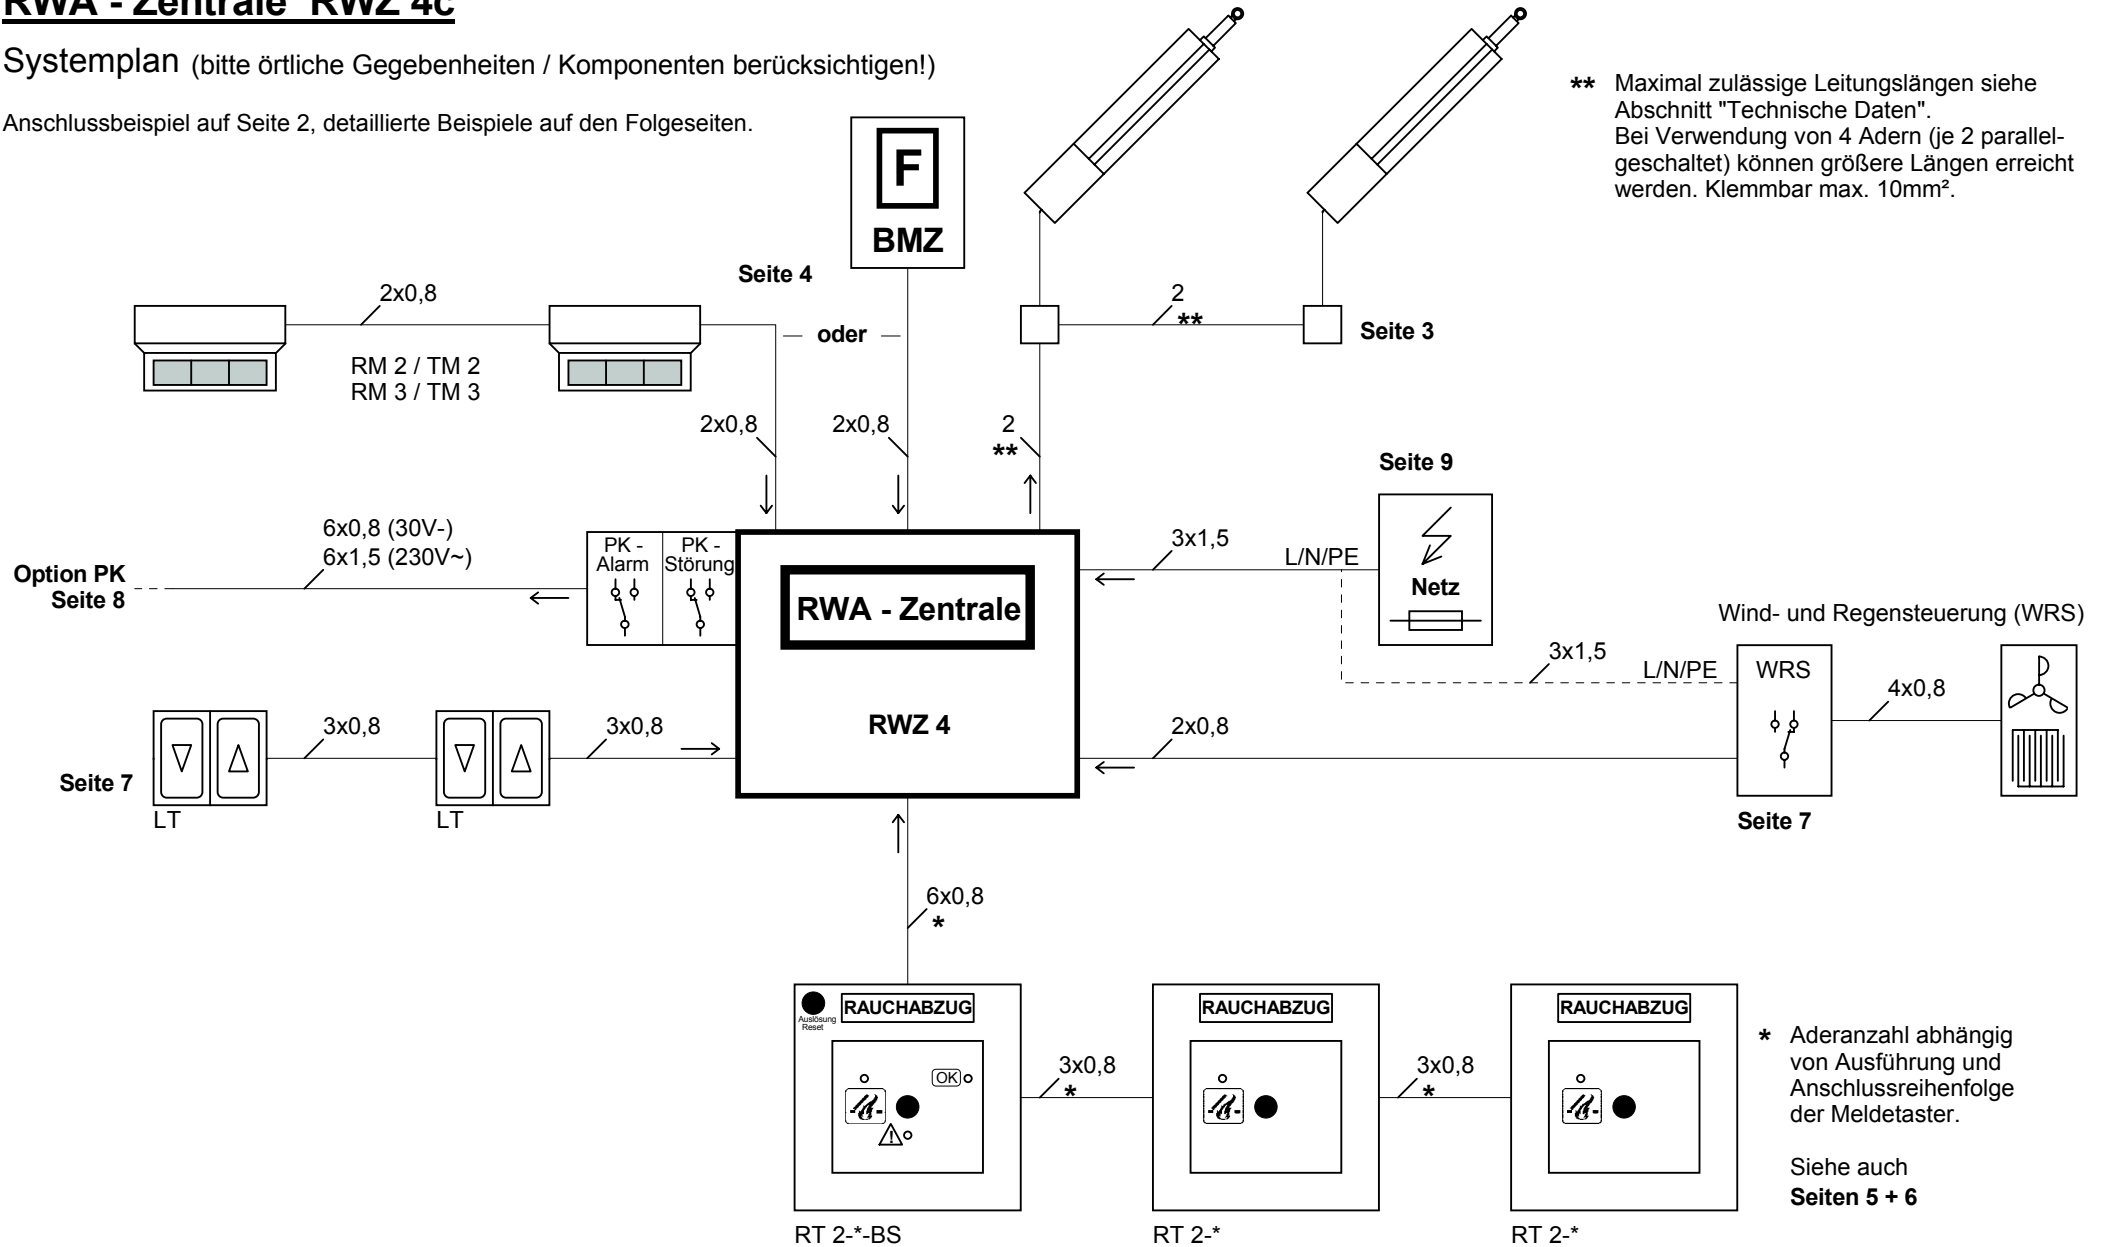 RWA - Zentrale RWZ 4c
Systemplan (bitte örtliche Gegebenheiten / Komponenten berücksichtigen!)
Anschlussbeispiel auf Seite 2, detaillierte Beispiele auf den Folgeseiten.
** Maximal zulässige Leitungslängen siehe
Abschnitt "Technische Daten".
Bei Verwendung von 4 Adern (je 2 parallel-
geschaltet) können größere Längen erreicht
werden. Klemmbar max. 10mm².
F
BMZ
Seite 4
2x0,8
RM 2 / TM 2
RM 3 / TM 3
oder
2
**
Seite 3
2x0,8
2x0,8
2
**
Seite 9
Netz
3x1,5
L/N/PE
6x0,8 (30V-)
6x1,5 (230V~)
Option PK
Seite 8
PK -
Alarm
PK -
Störung
RWA - Zentrale
RWZ 4
Wind- und Regensteuerung (WRS)
3x1,5
L/N/PE
WRS
4x0,8
2x0,8
Seite 7
3x0,8
3x0,8
Seite 7
LT
LT
6x0,8
*
Auslösung
Reset
RAUCHABZUG
OK
!
3x0,8
*
RAUCHABZUG
3x0,8
*
RAUCHABZUG
* Aderanzahl abhängig
von Ausführung und
Anschlussreihenfolge
der Meldetaster.
Siehe auch
Seiten 5 + 6
RT 2-*-BS
RT 2-*
RT 2-*